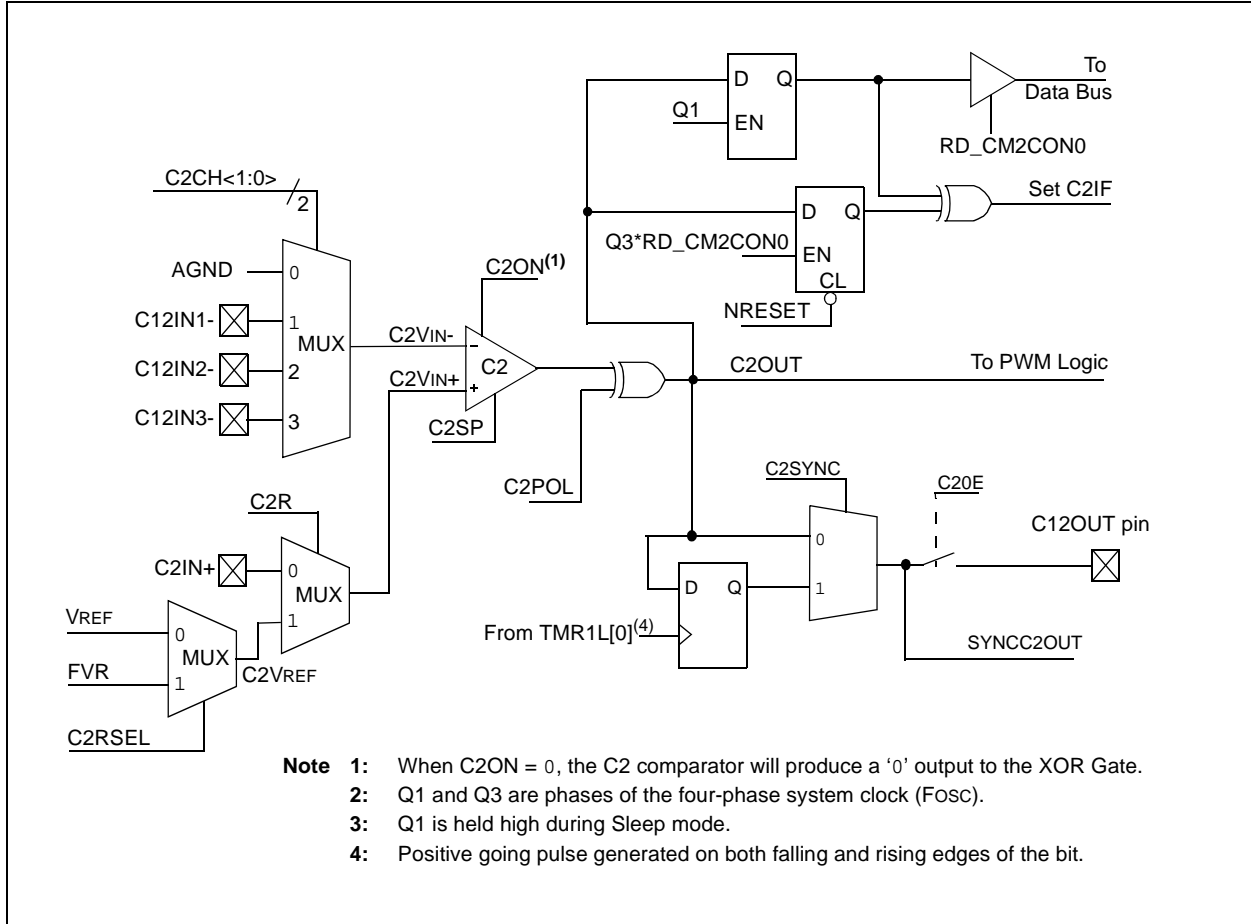 D Q
To
Data Bus
Q1
EN
RD_CM2CON0
C2CH<1:0>
2
D Q
Set C2IF
Q3*RD_CM2CON0
EN
CL
NRESET
AGND
0
C2ON(1)
C12IN1-
1
MUX
C2VIN-
–
C12IN2-
2
C2
C2OUT
To PWM Logic
C2VIN+
+
C12IN3-
3
C2SP
C2POL
C2SYNC
C20E
C12OUT pin
C2R
0
C2IN+
0
MUX
1
D Q
1
From TMR1L[0](4)
SYNCC2OUT
VREF
0
MUX
FVR
1
C2VREF
C2RSEL
Note 1: When C2ON = 0, the C2 comparator will produce a ‘0’ output to the XOR Gate.
2: Q1 and Q3 are phases of the four-phase system clock (FOSC).
3: Q1 is held high during Sleep mode.
4: Positive going pulse generated on both falling and rising edges of the bit.